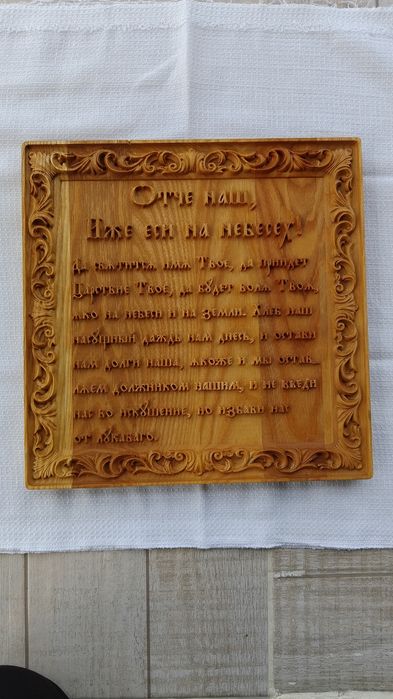 Отче наш,
Иже еси на небесех!
Да святится имя Твое, да приидет
Царствие Твое, да будет воля Твоя,
яко на небеси и на земли. Хлеб наш
насущный даждь нам днесь, и остави
нам долги наша, якоже и мы остав_
ляем должником нашим, и не введи
нас во искушение, но избави нас
от лукаваго.